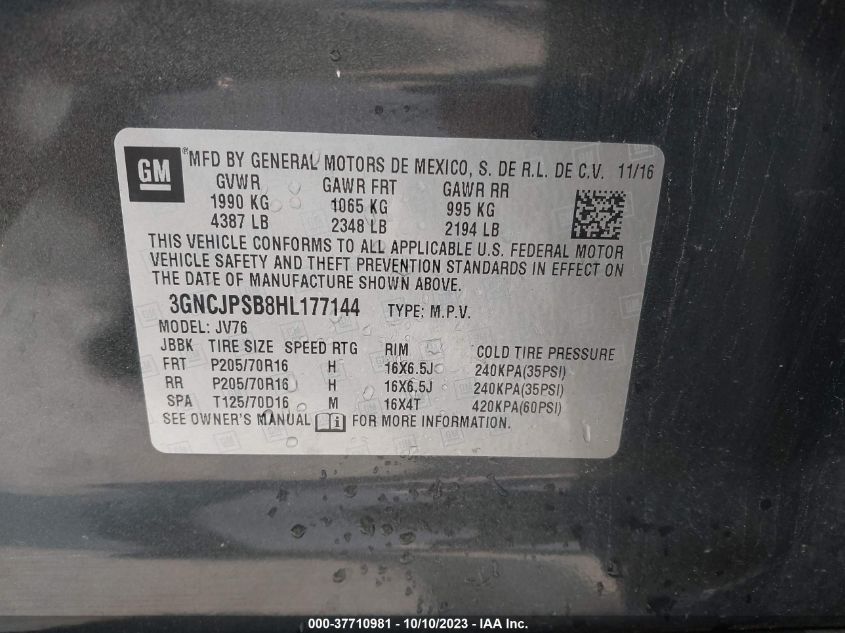 GM
® MFD BY GENERAL MOTORS DE MEXICO, S. DE R.L. DE C.V. 11/16
GVWR GAWR FRT GAWR RR
1990 KG 1065 KG 995 KG
4387 LB 2348 LB 2194 LB
THIS VEHICLE CONFORMS TO ALL APPLICABLE U.S. FEDERAL MOTOR
VEHICLE SAFETY AND THEFT PREVENTION STANDARDS IN EFFECT ON
THE DATE OF MANUFACTURE SHOWN ABOVE.
3GNCJPSB8HL177144 TYPE: M.P.V.
MODEL: JV76
JBBK TIRE SIZE SPEED RTG RIM COLD TIRE PRESSURE
FRT P205/70R16 H 16X6.5J 240KPA(35PSI)
RR P205/70R16 H 16X6.5J 240KPA(35PSI)
SPA T125/70D16 M 16X4T 420KPA(60PSI)
SEE OWNER'S MANUAL i FOR MORE INFORMATION.
000-37710981 - 10/10/2023 - IAA Inc.